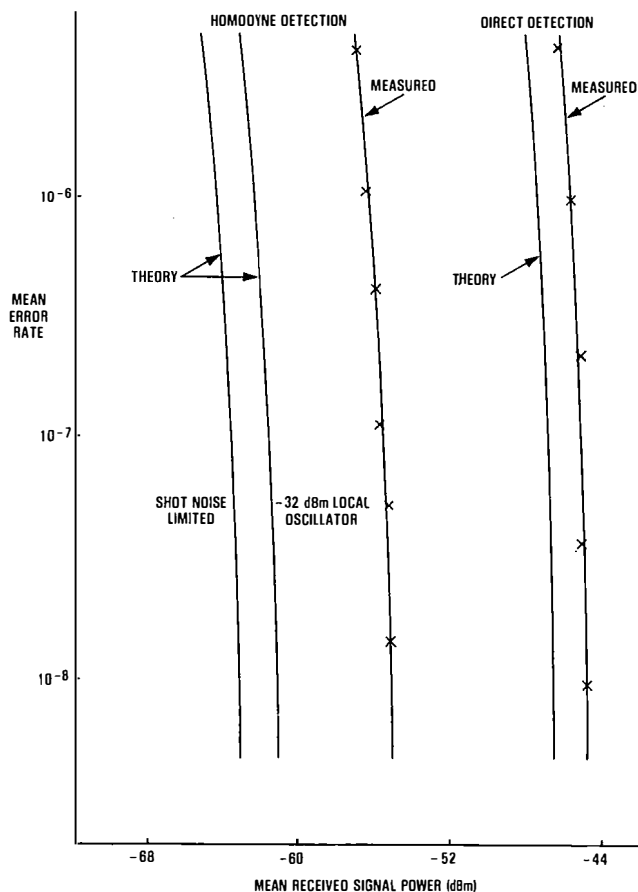 HOMODYNE DETECTION
DIRECT DETECTION
MEASURED
MEASURED
10⁻⁶
THEORY
THEORY
MEAN
ERROR
RATE
10⁻⁷
SHOT NOISE
LIMITED
-32 dBm LOCAL
OSCILLATOR
10⁻⁸
-68
-60
-52
-44
MEAN RECEIVED SIGNAL POWER (dBm)